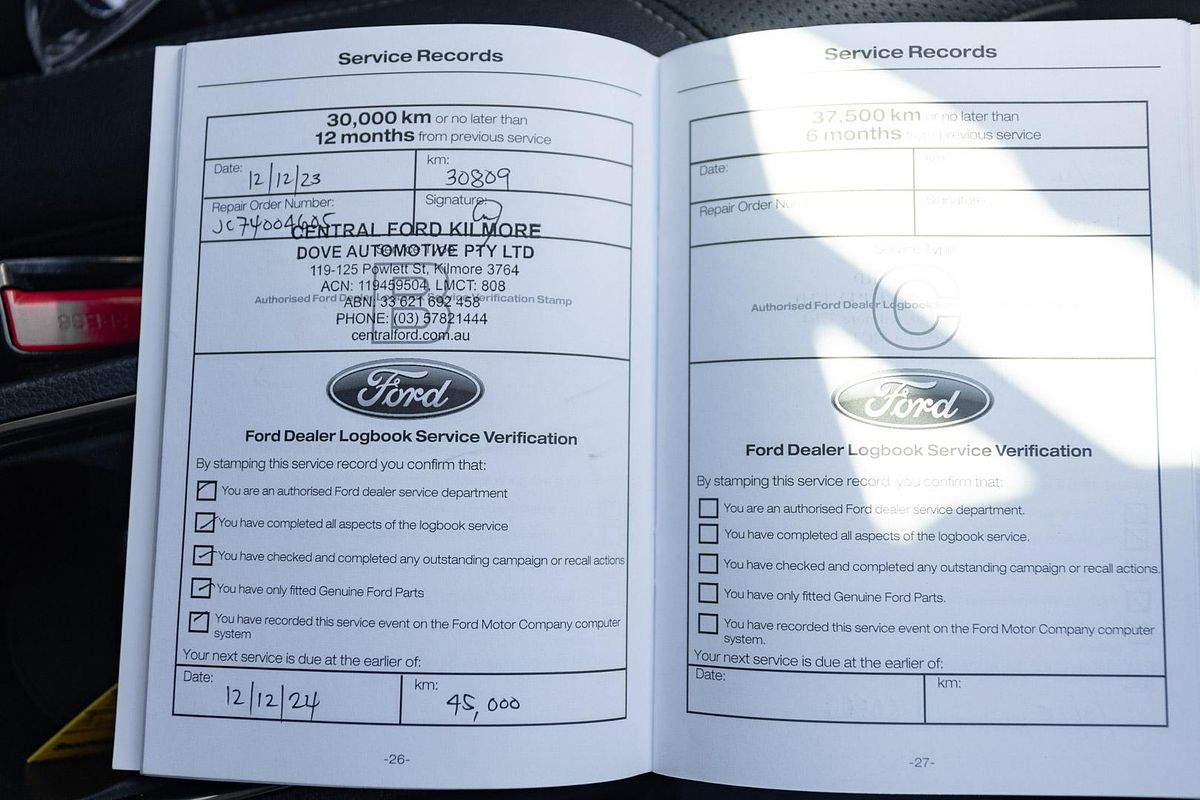 Service Records
30,000 km or no later than
12 months from previous service
Date: 12/12/23
km: 30809
Repair Order Number:
Signature:
CENTRAL FORD KILMORE
DOVE AUTOMOTIVE PTY LTD
119-125 Powlett St, Kilmore 3764
ACN: 119459504 LMCT: 808
Authorised Ford Dealer Logbook Service Verification Stamp
ABN: 33 621 692 458
B
PHONE: (03) 57821444
centralford.com.au
Ford
Ford Dealer Logbook Service Verification
By stamping this service record you confirm that:
You are an authorised Ford dealer service department
You have completed all aspects of the logbook service
You have checked and completed any outstanding campaign or recall actions
You have only fitted Genuine Ford Parts
You have recorded this service event on the Ford Motor Company computer
system
Your next service is due at the earlier of:
Date: 12/12/24
km: 45,000
-26-
Service Records
37,500 km or no later than
6 months from previous service
Date:
km:
Repair Order Num
Signature:
Service Type
Authorised Ford Dealer Logbook
C
Ford
Ford Dealer Logbook Service Verification
By stamping this service record you confirm that:
You are an authorised Ford dealer service department.
You have completed all aspects of the logbook service.
You have checked and completed any outstanding campaign or recall actions.
You have only fitted Genuine Ford Parts.
You have recorded this service event on the Ford Motor Company computer
system.
Your next service is due at the earlier of:
Date:
km:
-27-